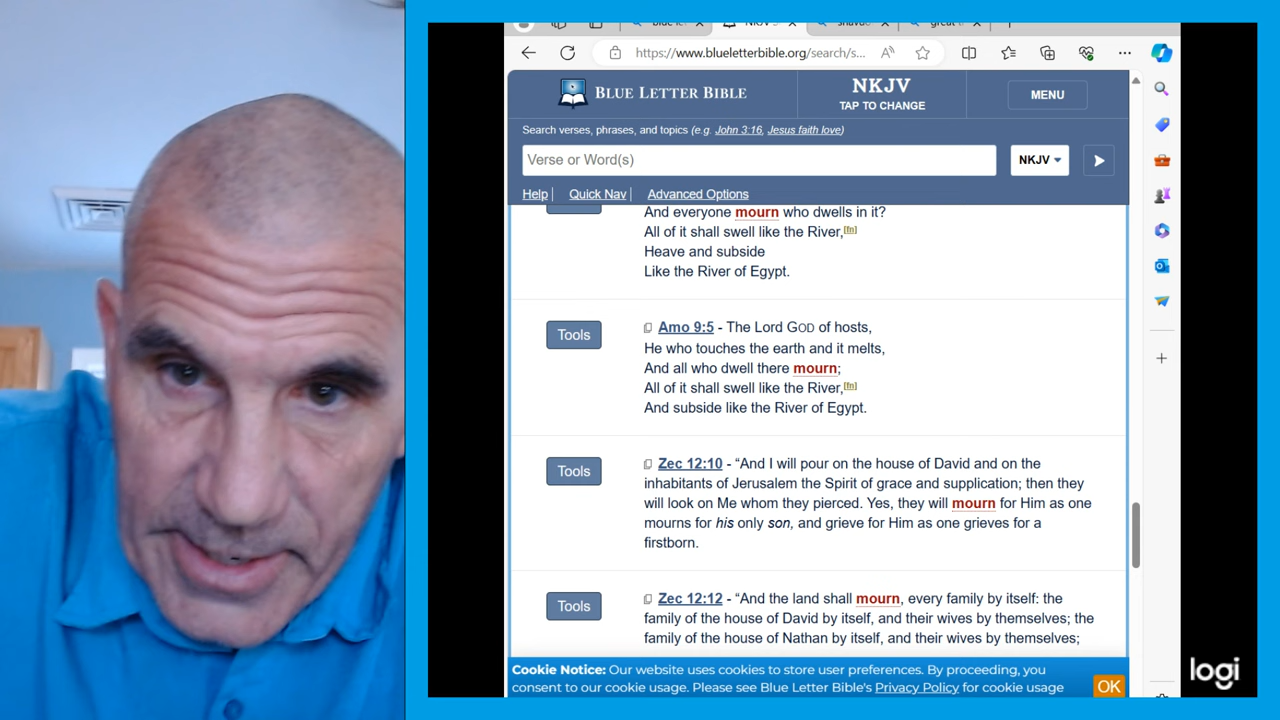 https://www.blueletterbible.org/search/s...
BLUE LETTER BIBLE
NKJV
TAP TO CHANGE
MENU
Search verses, phrases, and topics (e.g. John 3:16, Jesus faith love)
Verse or Word(s)
NKJV
Help
Quick Nav
Advanced Options
And everyone mourn who dwells in it?
All of it shall swell like the River,[fn]
Heave and subside
Like the River of Egypt.
Tools
Amo 9:5 - The Lord GOD of hosts,
He who touches the earth and it melts,
And all who dwell there mourn;
All of it shall swell like the River,[fn]
And subside like the River of Egypt.
Tools
Zec 12:10 - “And I will pour on the house of David and on the
inhabitants of Jerusalem the Spirit of grace and supplication; then they
will look on Me whom they pierced. Yes, they will mourn for Him as one
mourns for his only son, and grieve for Him as one grieves for a
firstborn.
Tools
Zec 12:12 - “And the land shall mourn, every family by itself: the
family of the house of David by itself, and their wives by themselves; the
family of the house of Nathan by itself, and their wives by themselves;
Cookie Notice: Our website uses cookies to store user preferences. By proceeding, you
consent to our cookie usage. Please see Blue Letter Bible's Privacy Policy for cookie usage
OK
logi